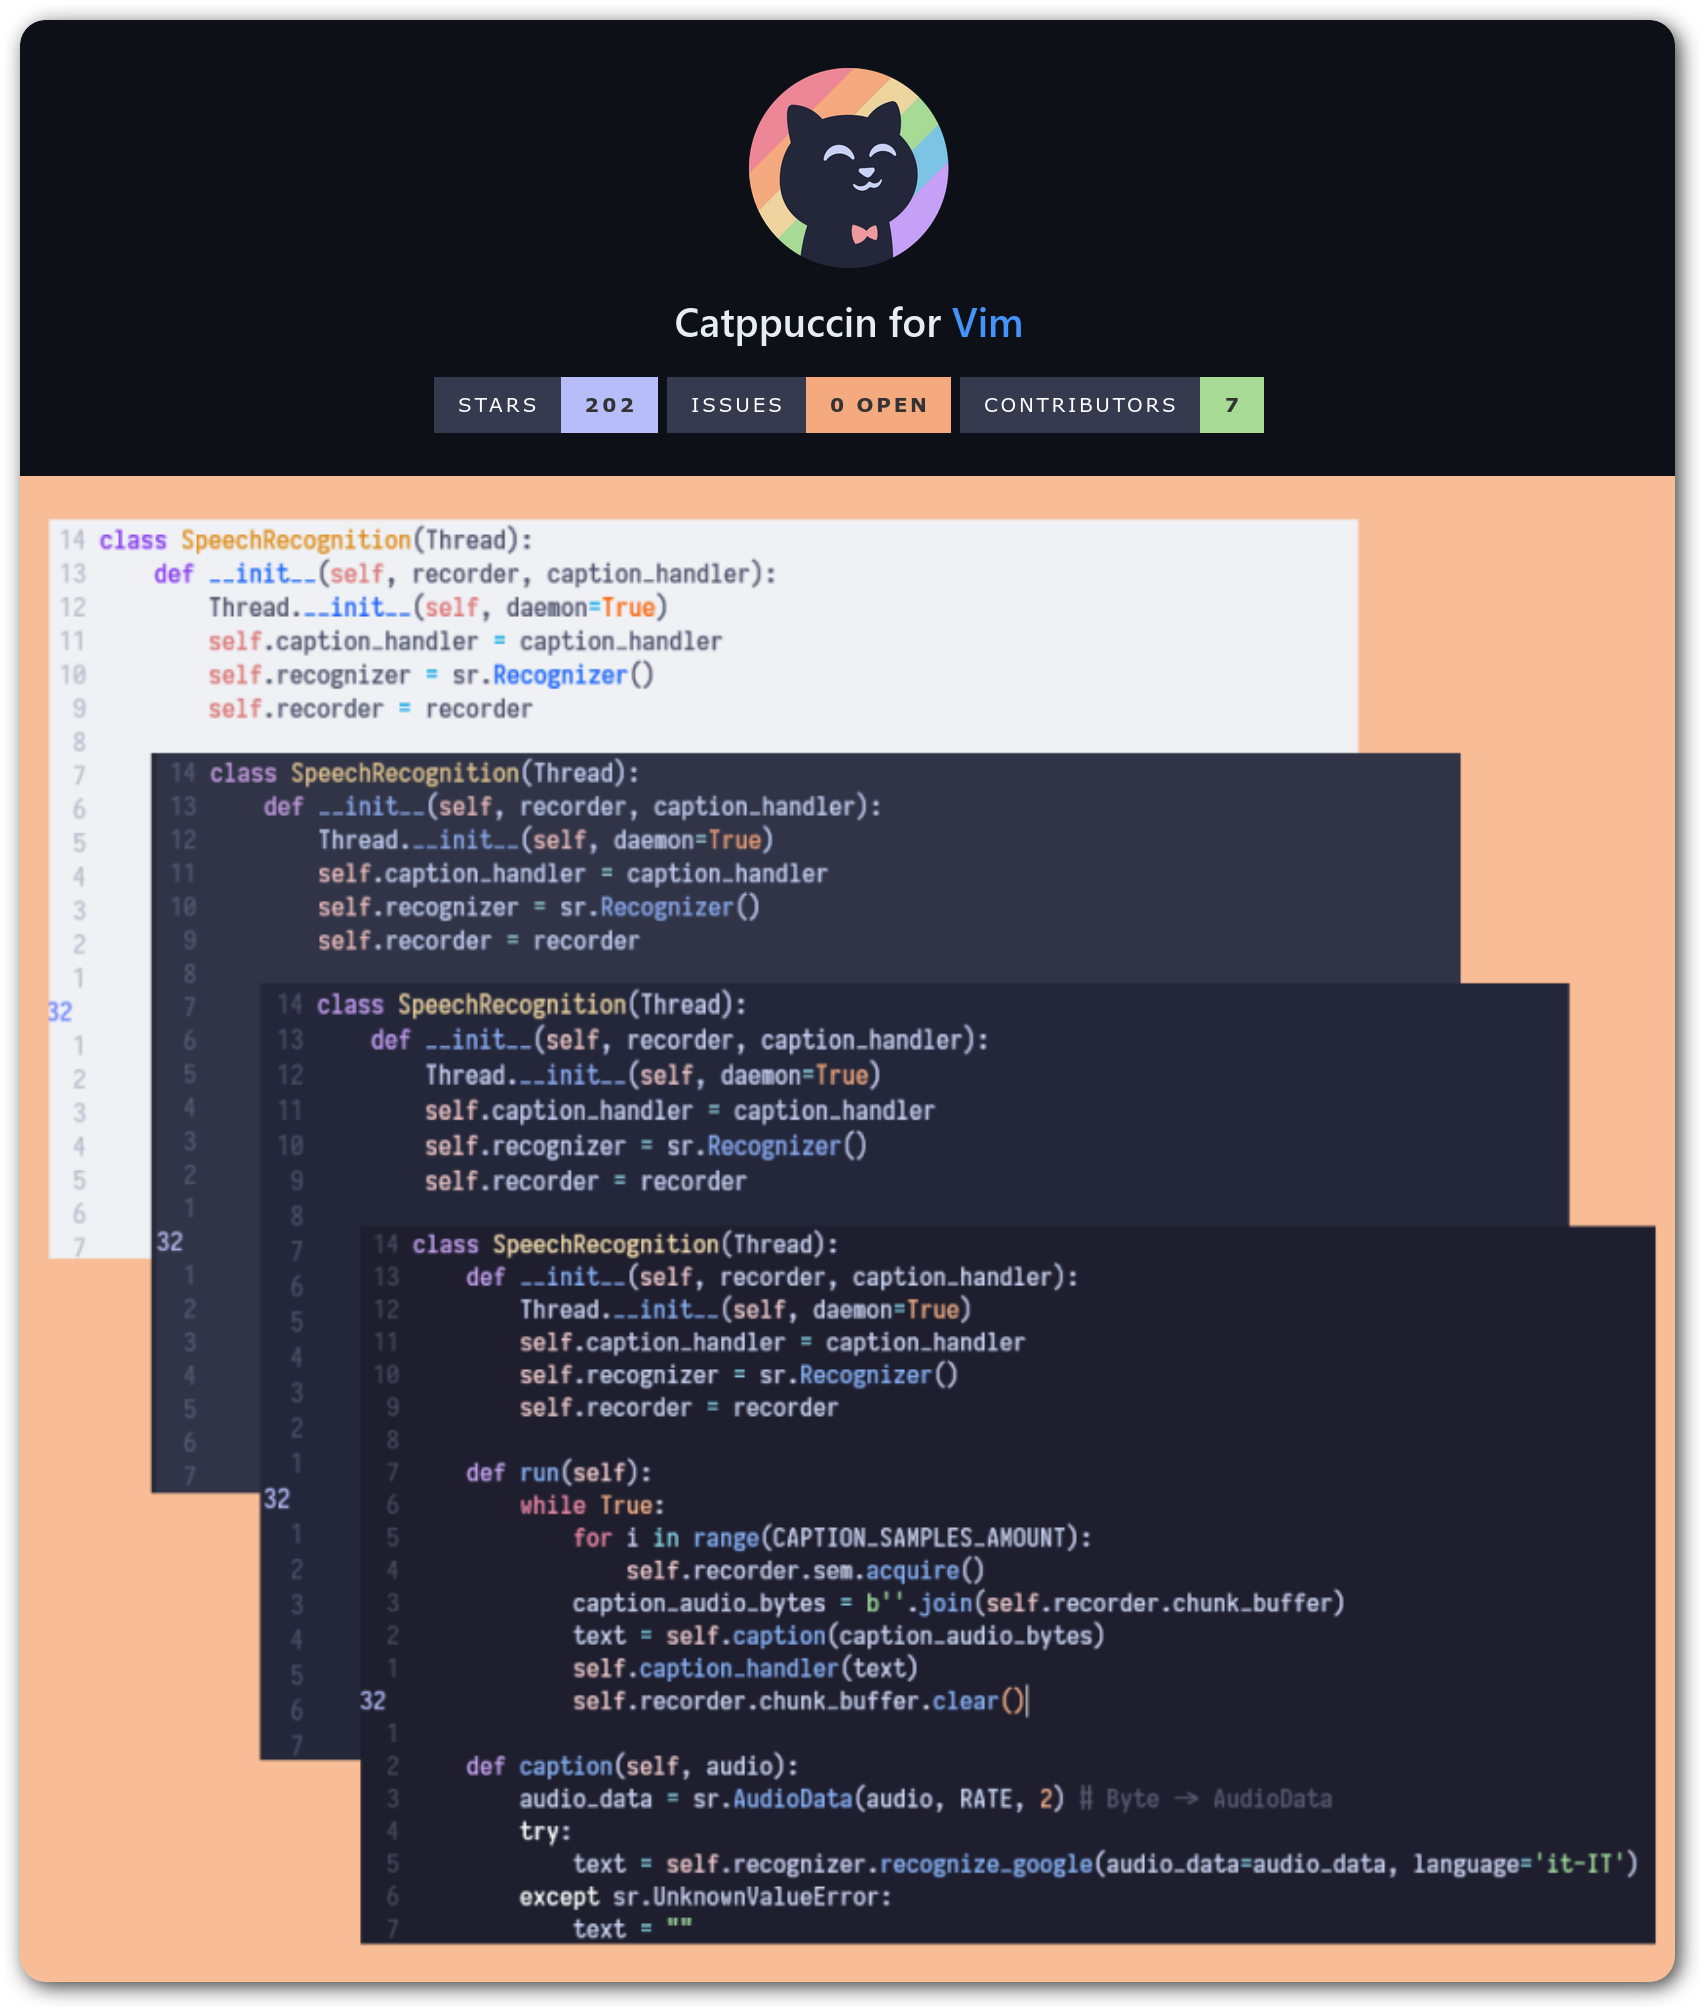 Catppuccin for Vim
STARS 202 ISSUES 0 OPEN CONTRIBUTORS 7
14 class SpeechRecognition(Thread):
13 def __init__(self, recorder, caption_handler):
12 Thread.__init__(self, daemon=True)
11 self.caption_handler = caption_handler
10 self.recognizer = sr.Recognizer()
9 self.recorder = recorder
8
7
6
5
4
3
2
1
32
1
2
3
4
5
6
7
14 class SpeechRecognition(Thread):
13 def __init__(self, recorder, caption_handler):
12 Thread.__init__(self, daemon=True)
11 self.caption_handler = caption_handler
10 self.recognizer = sr.Recognizer()
9 self.recorder = recorder
8
7
6
5
4
3
2
1
32
1
2
3
4
5
6
7
14 class SpeechRecognition(Thread):
13 def __init__(self, recorder, caption_handler):
12 Thread.__init__(self, daemon=True)
11 self.caption_handler = caption_handler
10 self.recognizer = sr.Recognizer()
9 self.recorder = recorder
8
7
6
5
4
3
2
1
32
1
2
3
4
5
6
7
14 class SpeechRecognition(Thread):
13 def __init__(self, recorder, caption_handler):
12 Thread.__init__(self, daemon=True)
11 self.caption_handler = caption_handler
10 self.recognizer = sr.Recognizer()
9 self.recorder = recorder
8
7 def run(self):
6 while True:
5 for i in range(CAPTION_SAMPLES_AMOUNT):
4 self.recorder.sem.acquire()
3 caption_audio_bytes = b''.join(self.recorder.chunk_buffer)
2 text = self.caption(caption_audio_bytes)
1 self.caption_handler(text)
32 self.recorder.chunk_buffer.clear()
1
2 def caption(self, audio):
3 audio_data = sr.AudioData(audio, RATE, 2) # Byte -> AudioData
4 try:
5 text = self.recognizer.recognize_google(audio_data=audio_data, language='it-IT')
6 except sr.UnknownValueError:
7 text = ""